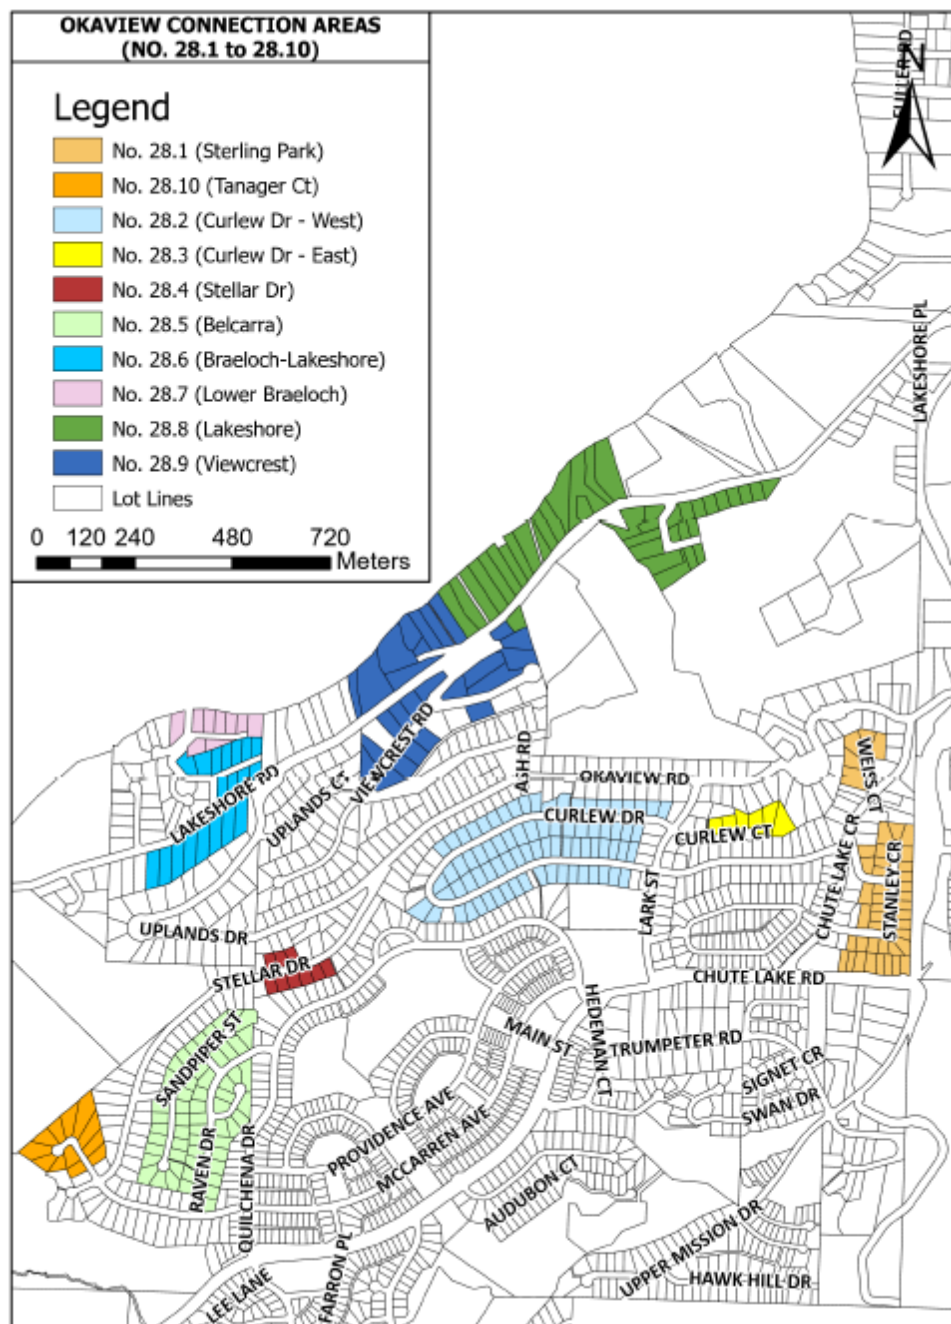 OKAVIEW CONNECTION AREAS
(NO. 28.1 to 28.10)
Legend
No. 28.1 (Sterling Park)
No. 28.10 (Tanager Ct)
No. 28.2 (Curlew Dr - West)
No. 28.3 (Curlew Dr - East)
No. 28.4 (Stellar Dr)
No. 28.5 (Belcarra)
No. 28.6 (Braeloch-Lakeshore)
No. 28.7 (Lower Braeloch)
No. 28.8 (Lakeshore)
No. 28.9 (Viewcrest)
Lot Lines
0 120 240 480 720
Meters
FULLER RD
N
LAKESHORE PL
LAKESHORE RD
UPLANDS CT
VIEWCREST RD
ASH RD
OKAVIEW RD
WEISS CT
CURLEW DR
CURLEW CT
CHUTE LAKE CR
STANLEY CR
LARK ST
UPLANDS DR
STELLAR DR
CHUTE LAKE RD
HEDEMAN CT
MAIN ST
TRUMPETER RD
SANDPIPER ST
SIGNET CR
SWAN DR
PROVIDENCE AVE
MCCARREN AVE
RAVEN DR
QUILCHENA DR
AUDUBON CT
UPPER MISSION DR
HAWK HILL DR
LEE LANE
FARRON PL